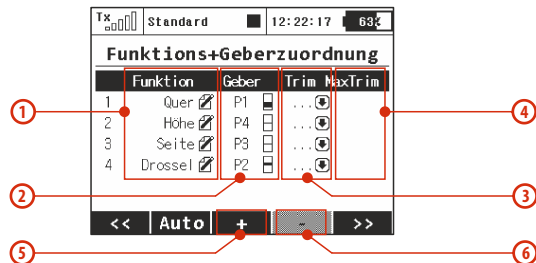 Tx Standard 12:22:17 63%
Funktions+Geberzuordnung
Funktion Geber Trim MaxTrim
1 Quer P1 ...
2 Höhe P4 ...
3 Seite P3 ...
4 Drossel P2 ...
<< Auto + - >>
1
2
3
4
5
6